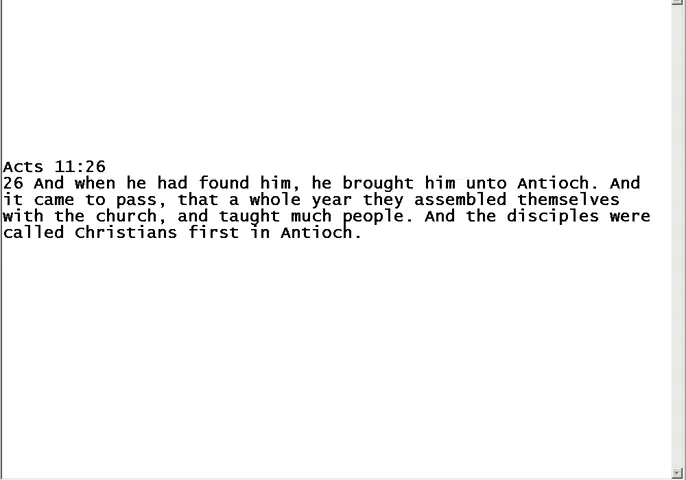 Acts 11:26
26 And when he had found him, he brought him unto Antioch. And
it came to pass, that a whole year they assembled themselves
with the church, and taught much people. And the disciples were
called Christians first in Antioch.